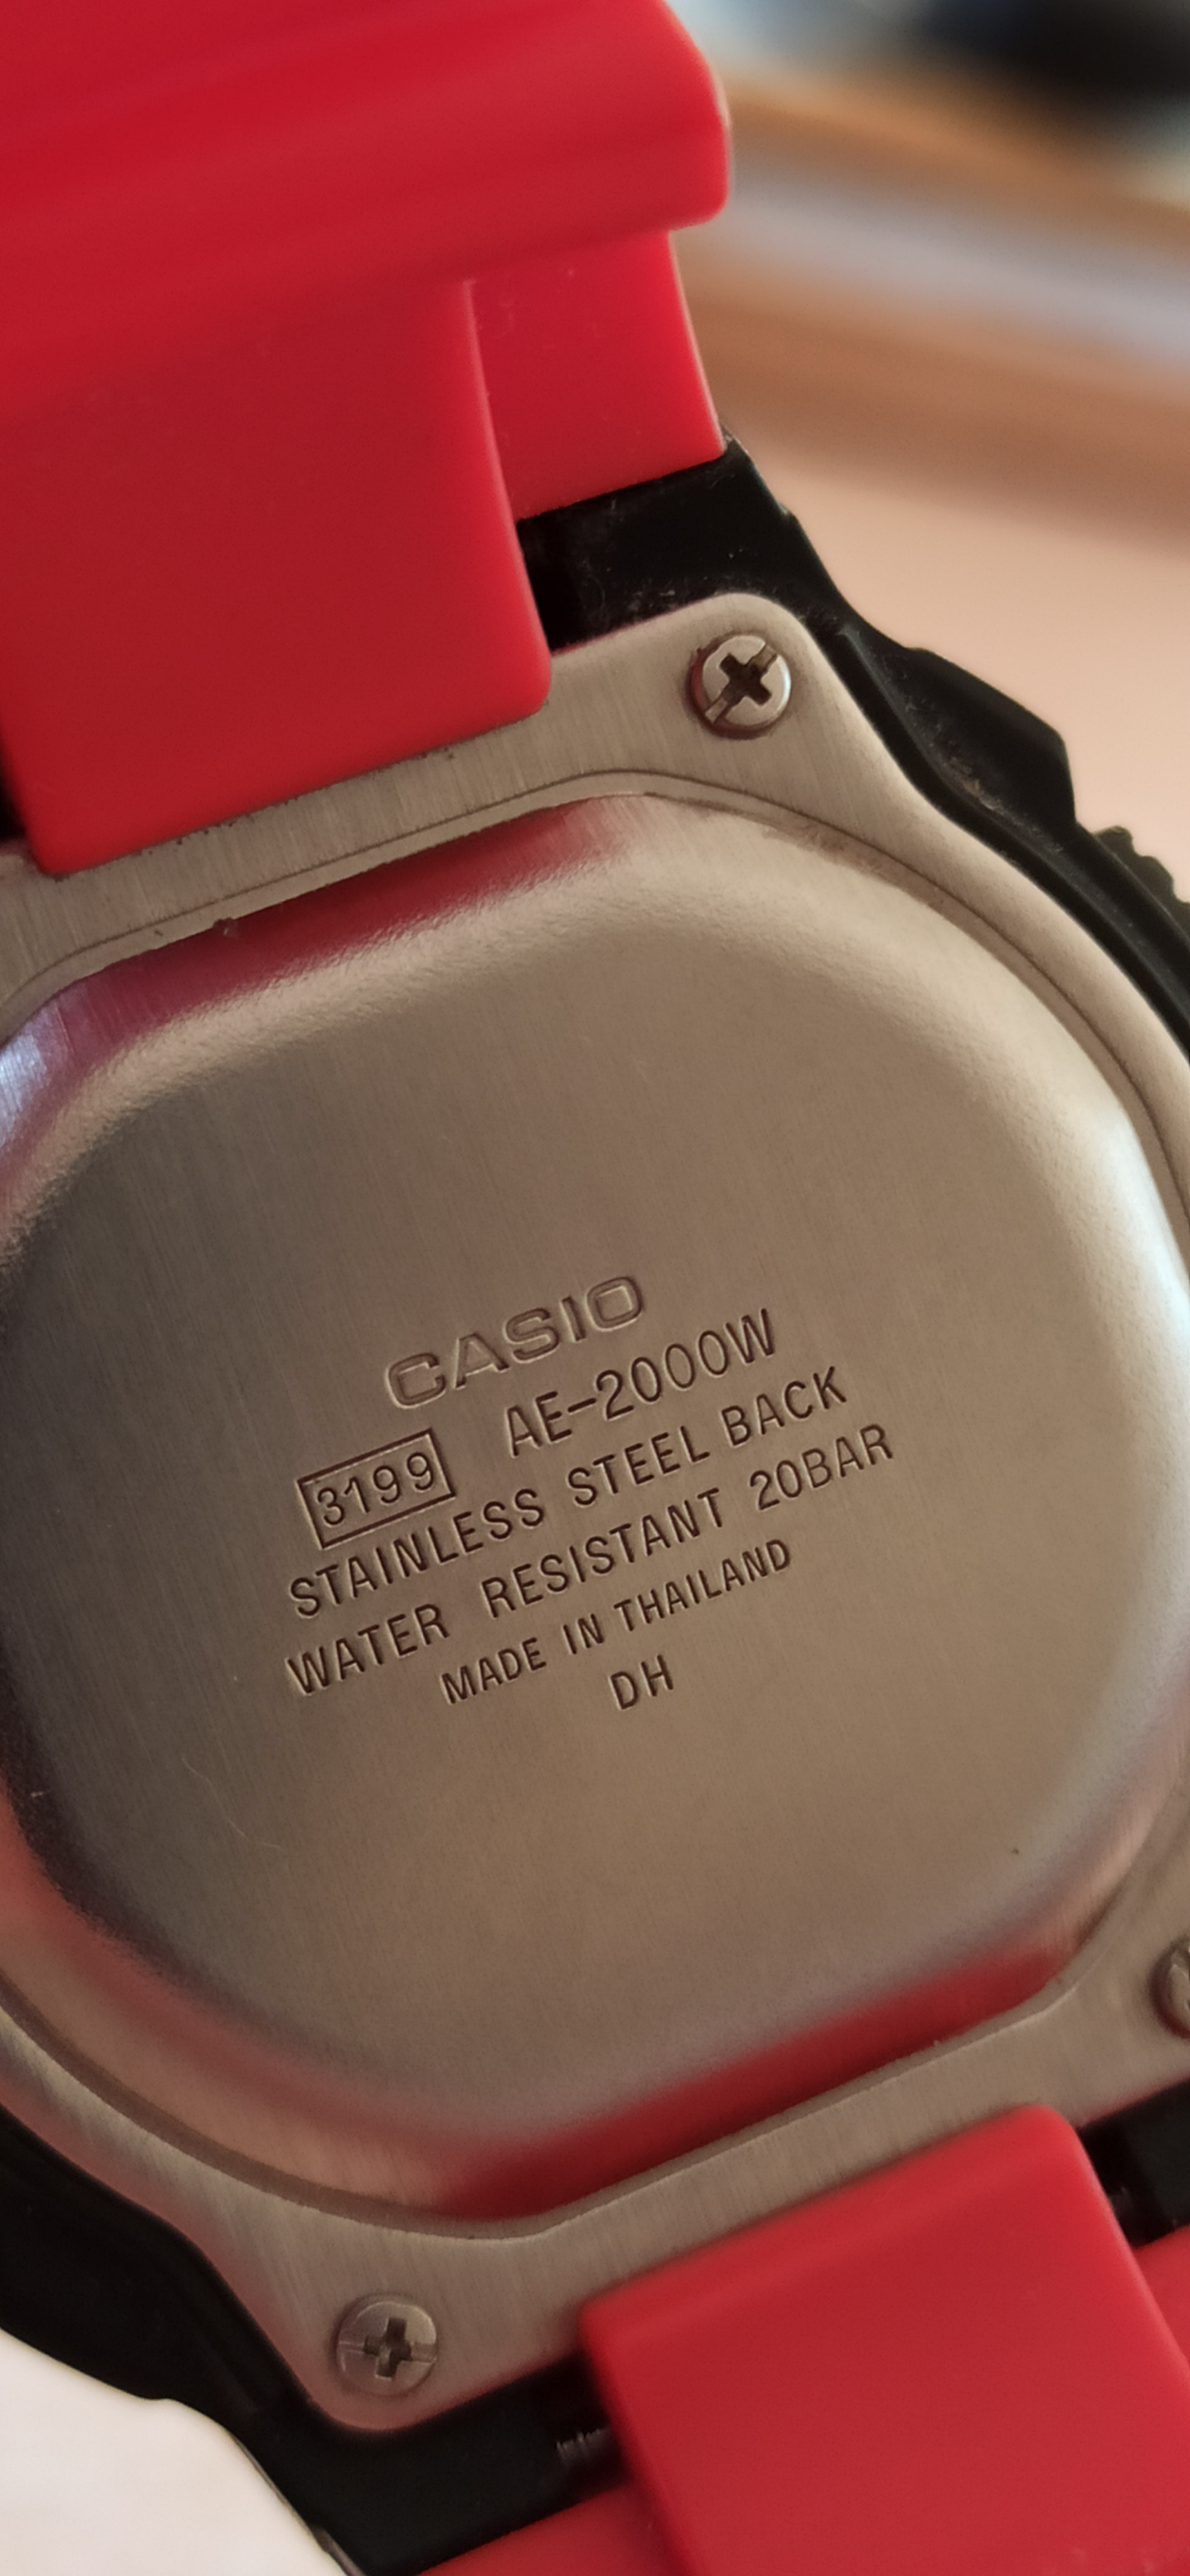 CASIO
3199 AE-2000W
STAINLESS STEEL BACK
WATER RESISTANT 20BAR
MADE IN THAILAND
DH